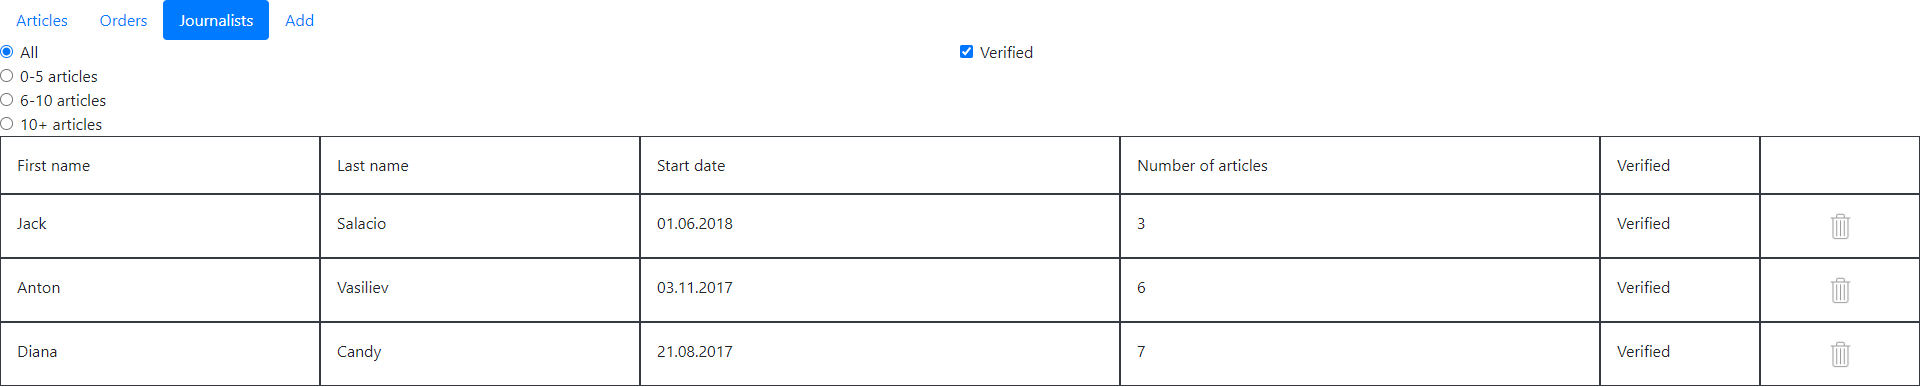 Articles Orders Journalists Add
All Verified
0-5 articles
6-10 articles
10+ articles
First name Last name Start date Number of articles Verified
Jack Salacio 01.06.2018 3 Verified
Anton Vasiliev 03.11.2017 6 Verified
Diana Candy 21.08.2017 7 Verified